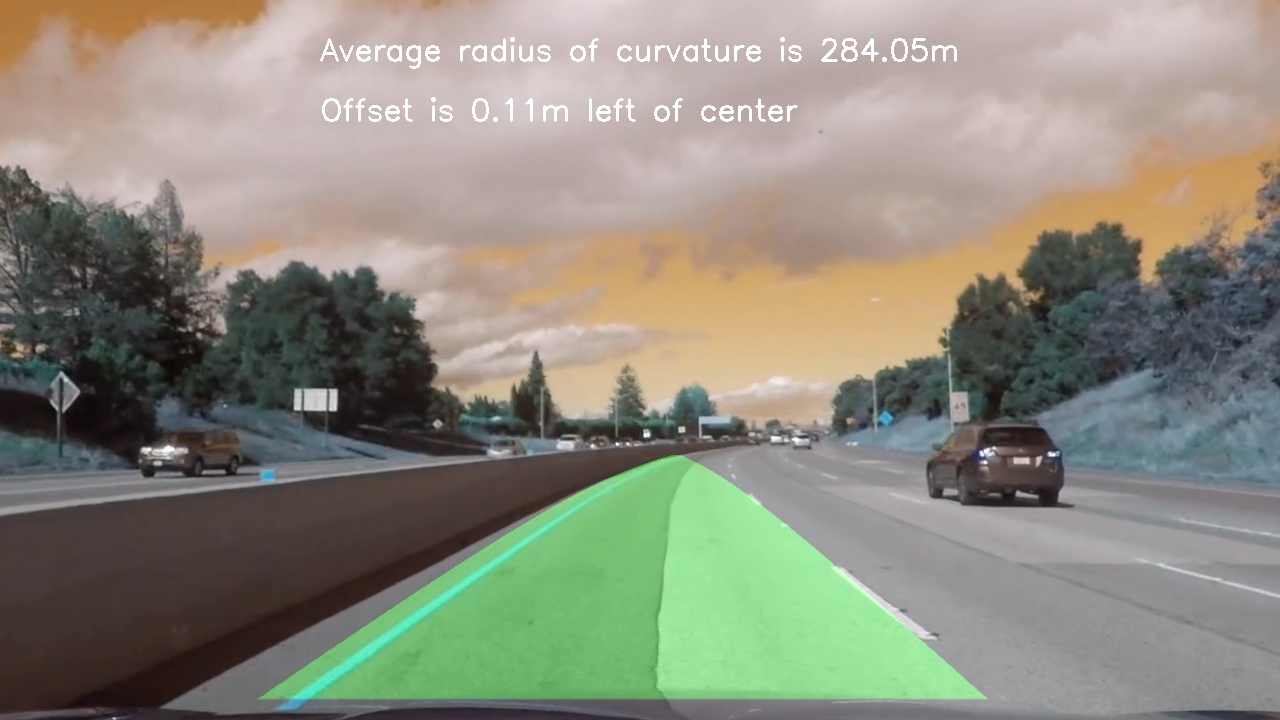 Average radius of curvature is 284.05m
Offset is 0.11m left of center